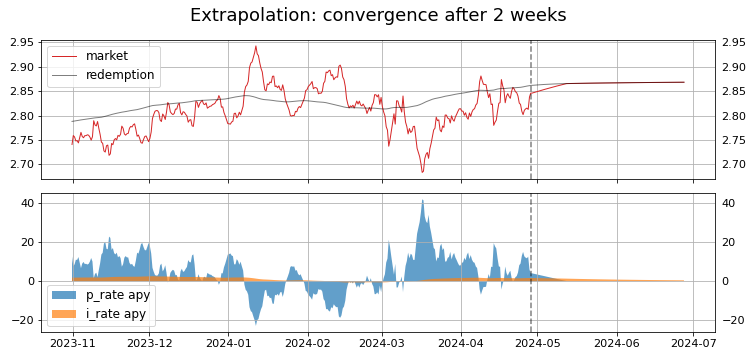 Extrapolation: convergence after 2 weeks
2.95 2.95
market
2.90 2.90
redemption
2.85 2.85
2.80 2.80
2.75 2.75
2.70 2.70
40 40
20 20
0 0
p_rate apy
i_rate apy
−20 −20
2023-11 2023-12 2024-01 2024-02 2024-03 2024-04 2024-05 2024-06 2024-07